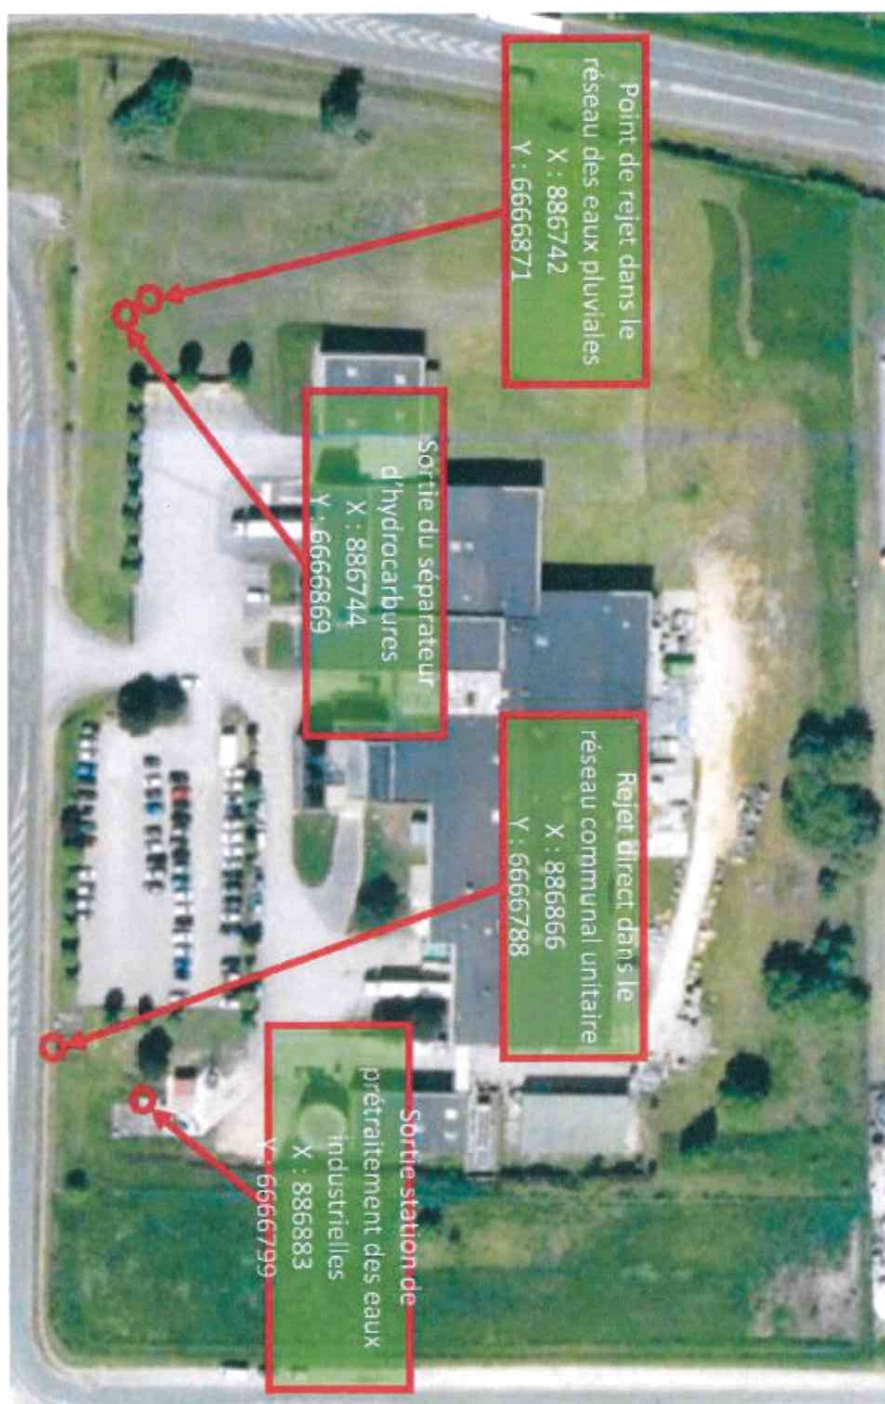 Point de rejet dans le
réseau des eaux pluviales
X : 886742
Y : 6666871
Sortie du séparateur
d'hydrocarbures
X : 886744
Y : 6666869
Rejet direct dans le
réseau communal unitaire
X : 886866
Y : 6666788
Sortie station de
prétraitement des eaux
industrielles
X : 886883
Y : 6666799